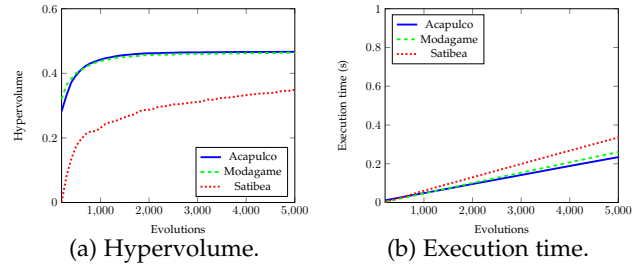 0.6
0.4
0.2
0
Hypervolume
1,000 2,000 3,000 4,000 5,000
Evolutions
Acapulco
Modagame
Satibea
(a) Hypervolume.
1
0.8
0.6
0.4
0.2
0
Execution time (s)
1,000 2,000 3,000 4,000 5,000
Evolutions
Acapulco
Modagame
Satibea
(b) Execution time.